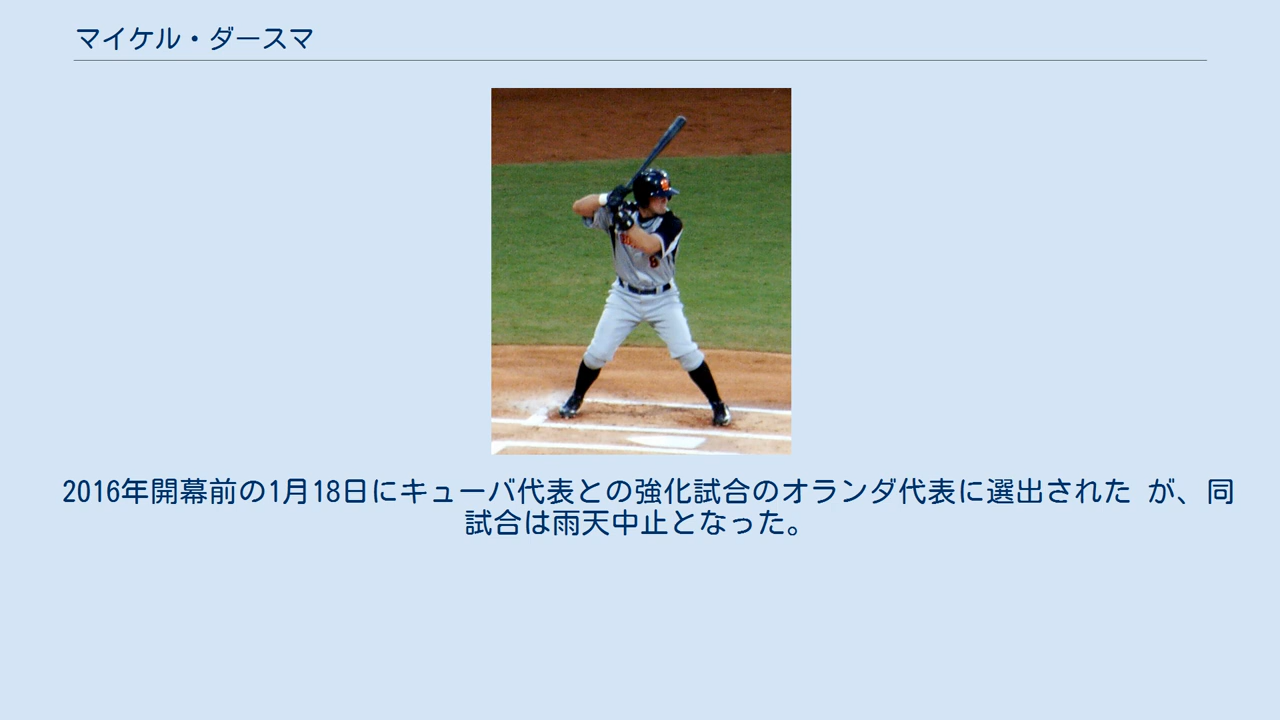 マイケル・ダースマ
2016年開幕前の1月18日にキューバ代表との強化試合のオランダ代表に選出された が、同
試合は雨天中止となった。